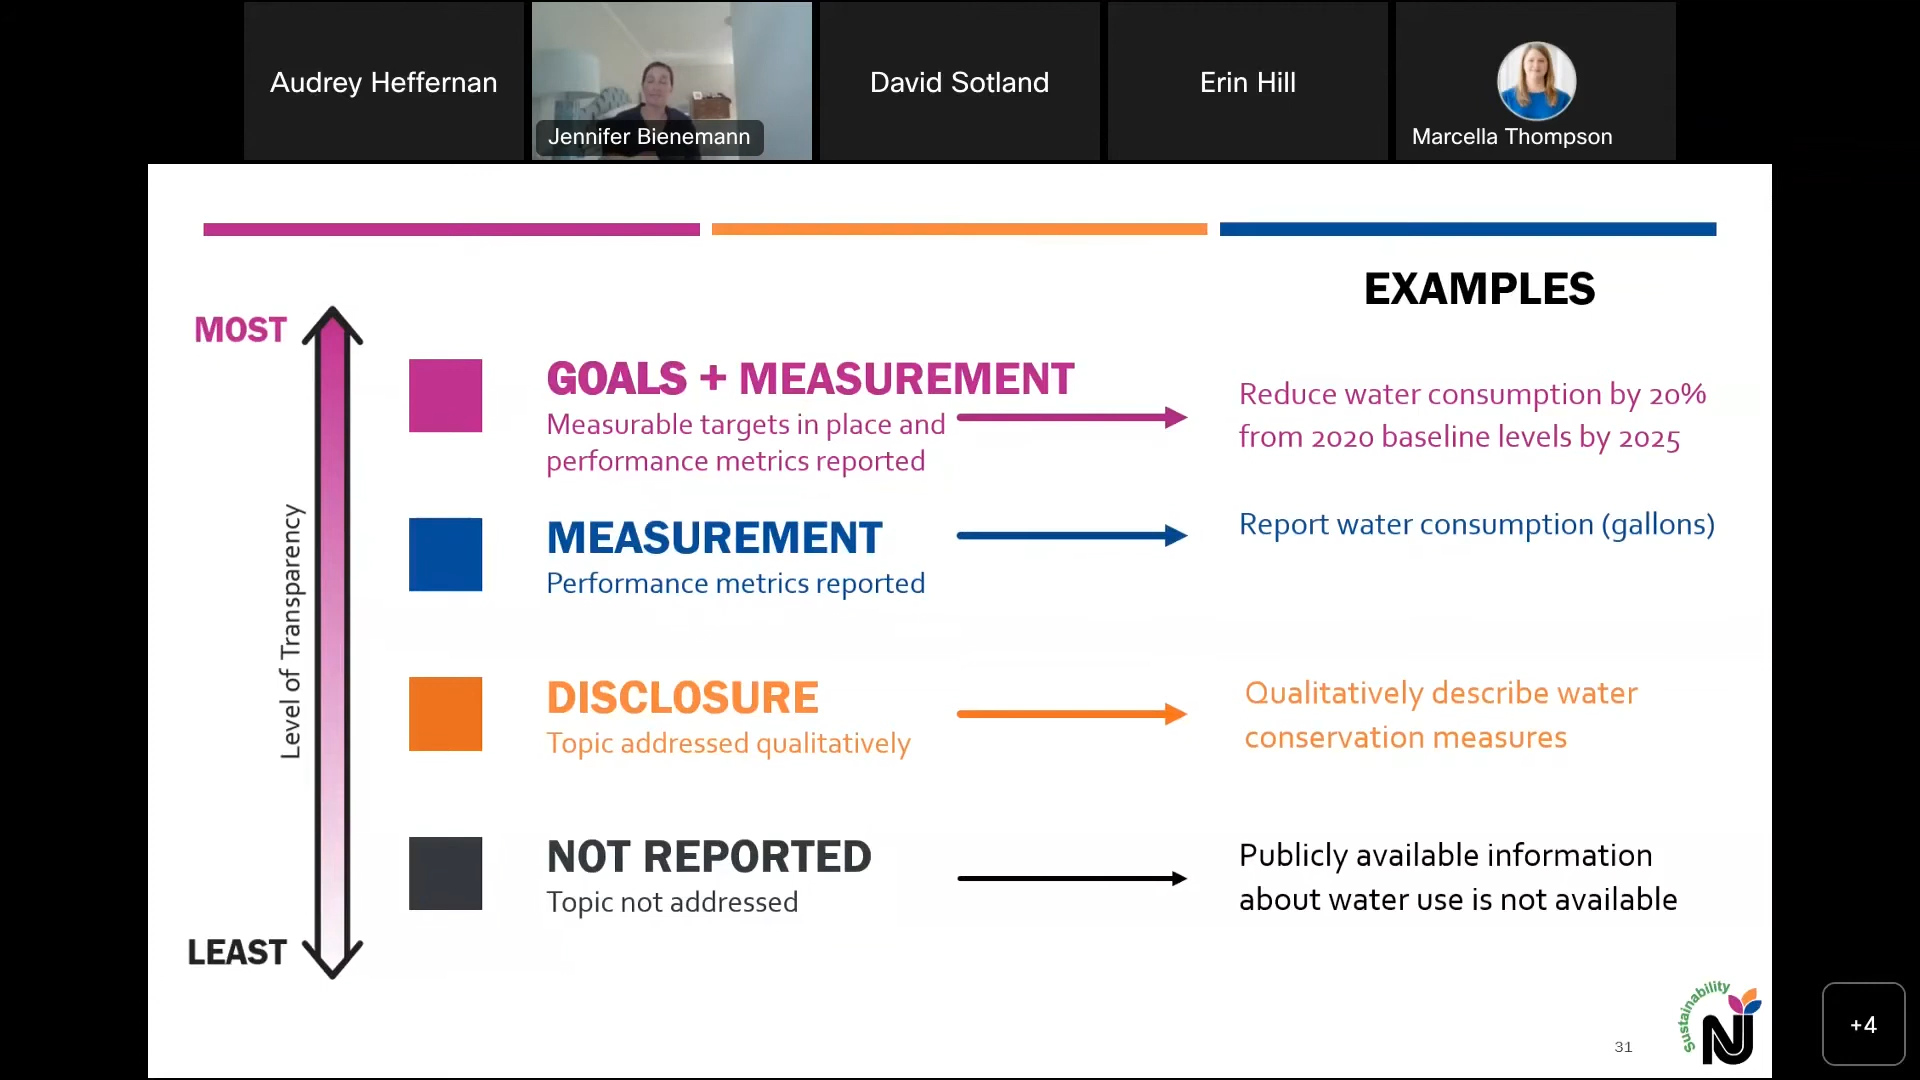 Audrey Heffernan
Jennifer Bienemann
David Sotland
Erin Hill
Marcella Thompson
EXAMPLES
MOST
Level of Transparency
LEAST
GOALS + MEASUREMENT
Measurable targets in place and
performance metrics reported
Reduce water consumption by 20%
from 2020 baseline levels by 2025
MEASUREMENT
Performance metrics reported
Report water consumption (gallons)
DISCLOSURE
Topic addressed qualitatively
Qualitatively describe water
conservation measures
NOT REPORTED
Topic not addressed
Publicly available information
about water use is not available
31
Sustainability
N
+4